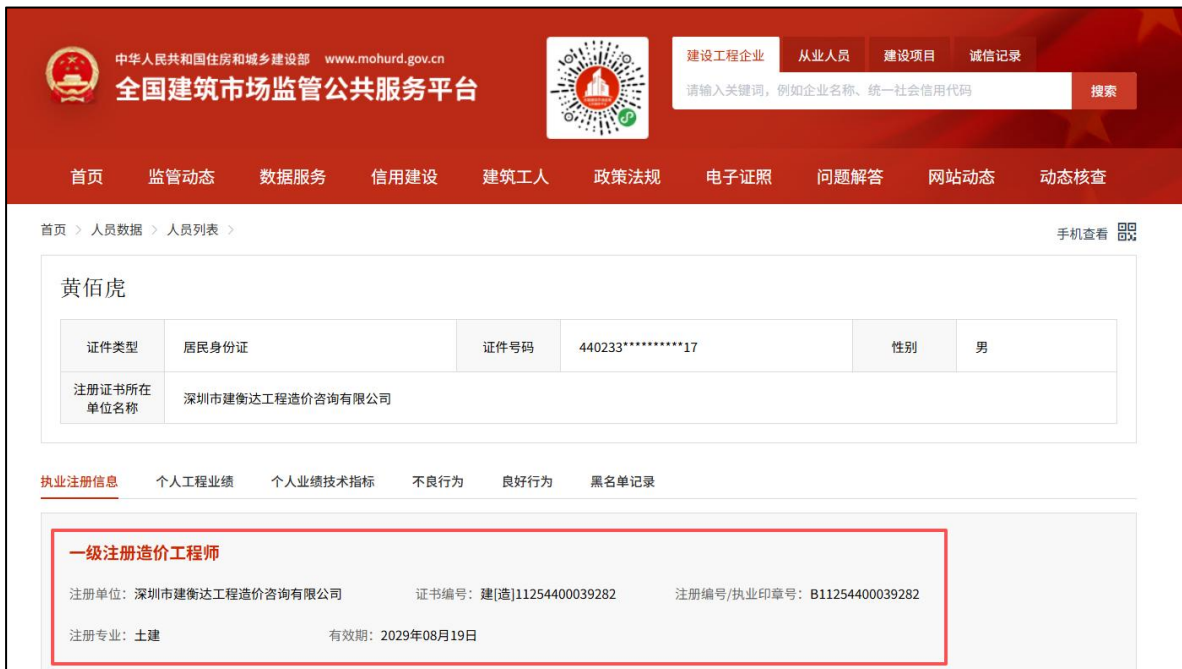 中华人民共和国住房和城乡建设部 www.mohurd.gov.cn
全国建筑市场监管公共服务平台
建设工程企业 从业人员 建设项目 诚信记录
请输入关键词，例如企业名称、统一社会信用代码 搜索
首页 监管动态 数据服务 信用建设 建筑工人 政策法规 电子证照 问题解答 网站动态 动态核查
首页 > 人员数据 > 人员列表 >
手机查看
黄佰虎
证件类型 居民身份证 证件号码 440233**********17 性别 男
注册证书所在单位名称 深圳市建衡达工程造价咨询有限公司
执业注册信息 个人工程业绩 个人业绩技术指标 不良行为 良好行为 黑名单记录
一级注册造价工程师
注册单位：深圳市建衡达工程造价咨询有限公司 证书编号：建[造]11254400039282 注册编号/执业印章号：B11254400039282
注册专业：土建 有效期：2029年08月19日